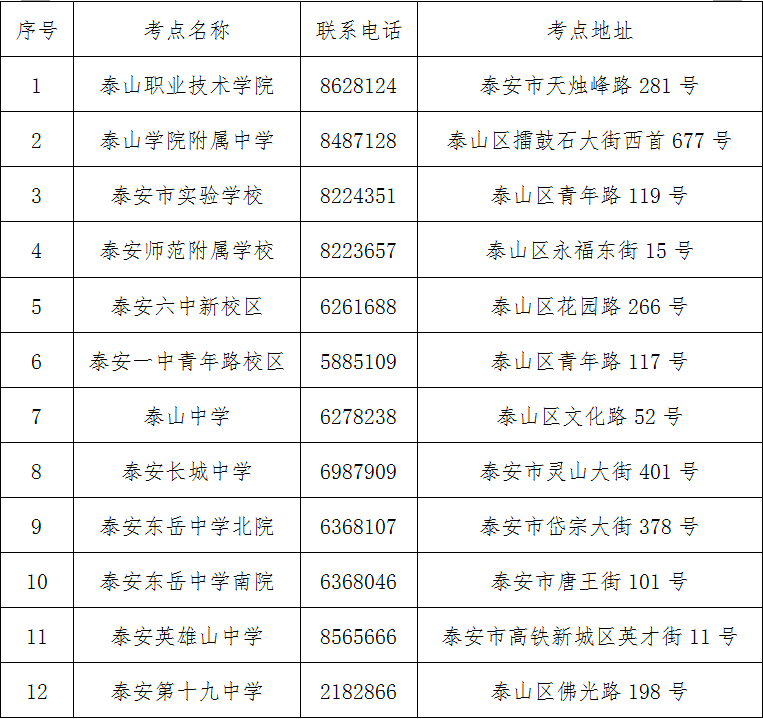 序号 考点名称 联系电话 考点地址
1 泰山职业技术学院 8628124 泰安市天烛峰路 281 号
2 泰山学院附属中学 8487128 泰山区擂鼓石大街西首 677 号
3 泰安市实验学校 8224351 泰山区青年路 119 号
4 泰安师范附属学校 8223657 泰山区永福东街 15 号
5 泰安六中新校区 6261688 泰山区花园路 266 号
6 泰安一中青年路校区 5885109 泰山区青年路 117 号
7 泰山中学 6278238 泰山区文化路 52 号
8 泰安长城中学 6987909 泰安市灵山大街 401 号
9 泰安东岳中学北院 6368107 泰安市岱宗大街 378 号
10 泰安东岳中学南院 6368046 泰安市唐王街 101 号
11 泰安英雄山中学 8565666 泰安市高铁新城区英才街 11 号
12 泰安第十九中学 2182866 泰山区佛光路 198 号